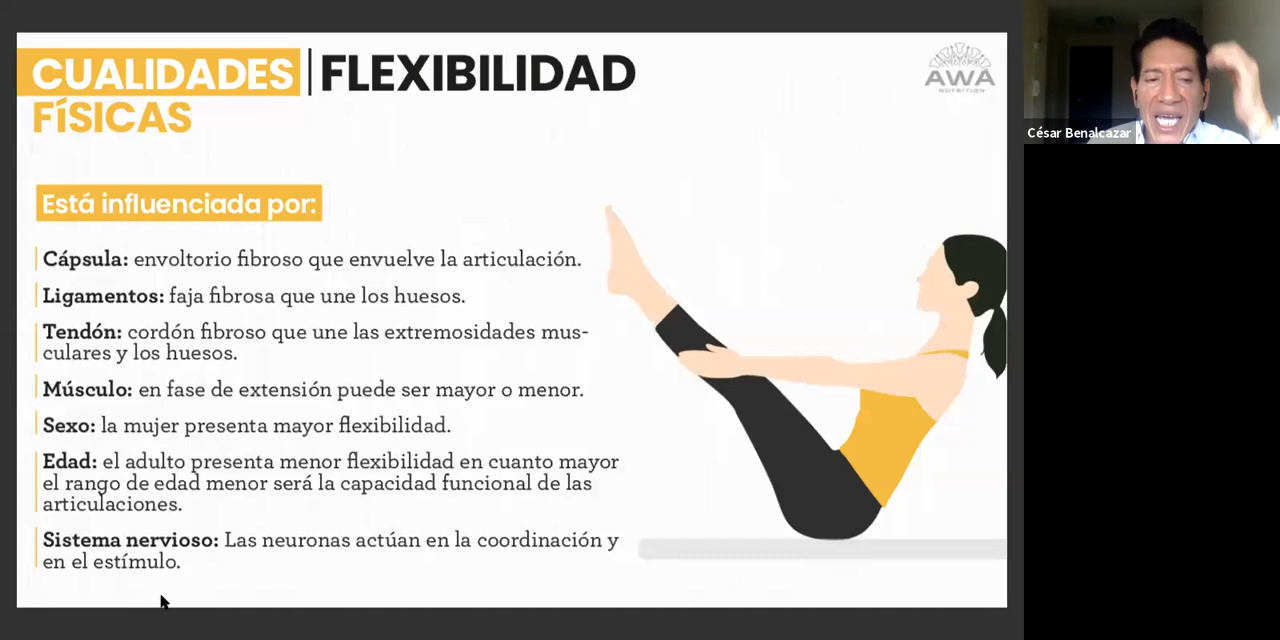 CUALIDADES | FLEXIBILIDAD
FÍSICAS
AWA
NUTRITION
César Benalcazar
Está influenciada por:
Cápsula: envoltorio fibroso que envuelve la articulación.
Ligamentos: faja fibrosa que une los huesos.
Tendón: cordón fibroso que une las extremosidades mus-
culares y los huesos.
Músculo: en fase de extensión puede ser mayor o menor.
Sexo: la mujer presenta mayor flexibilidad.
Edad: el adulto presenta menor flexibilidad en cuanto mayor
el rango de edad menor será la capacidad funcional de las
articulaciones.
Sistema nervioso: Las neuronas actúan en la coordinación y
en el estímulo.